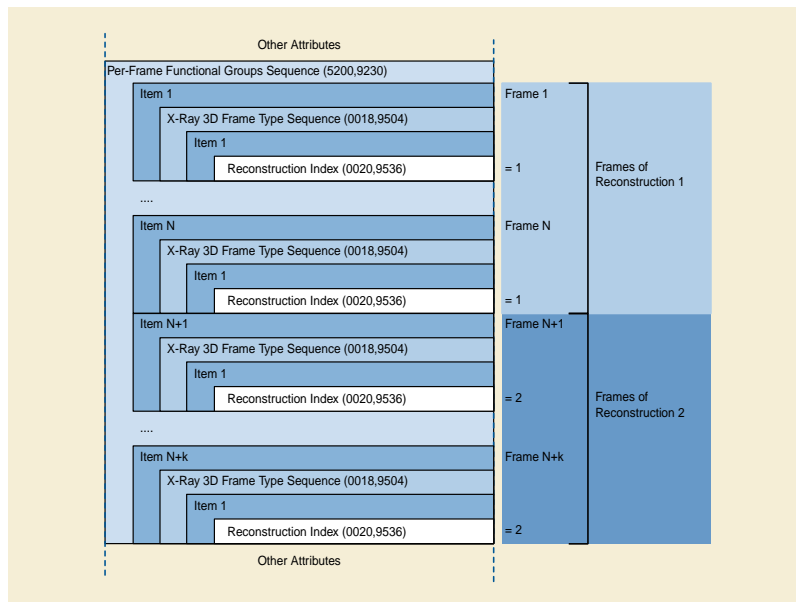 Other Attributes
Per-Frame Functional Groups Sequence (5200,9230)
Item 1
Frame 1
X-Ray 3D Frame Type Sequence (0018,9504)
Item 1
Reconstruction Index (0020,9536)
= 1
Frames of
Reconstruction 1
....
Item N
Frame N
X-Ray 3D Frame Type Sequence (0018,9504)
Item 1
Reconstruction Index (0020,9536)
= 1
Item N+1
Frame N+1
X-Ray 3D Frame Type Sequence (0018,9504)
Item 1
Reconstruction Index (0020,9536)
= 2
Frames of
Reconstruction 2
....
Item N+k
Frame N+k
X-Ray 3D Frame Type Sequence (0018,9504)
Item 1
Reconstruction Index (0020,9536)
= 2
Other Attributes